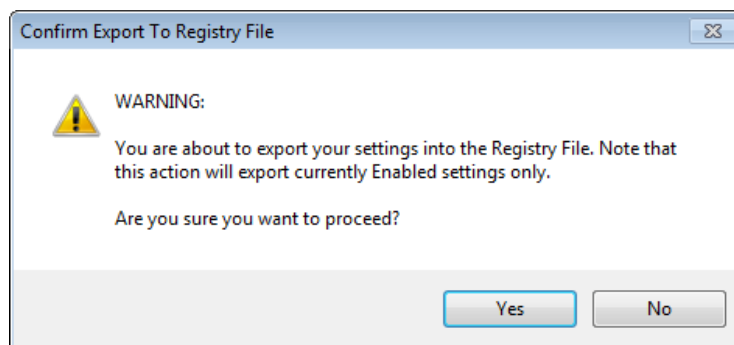 Confirm Export To Registry File
WARNING:
You are about to export your settings into the Registry File. Note that
this action will export currently Enabled settings only.
Are you sure you want to proceed?
Yes No